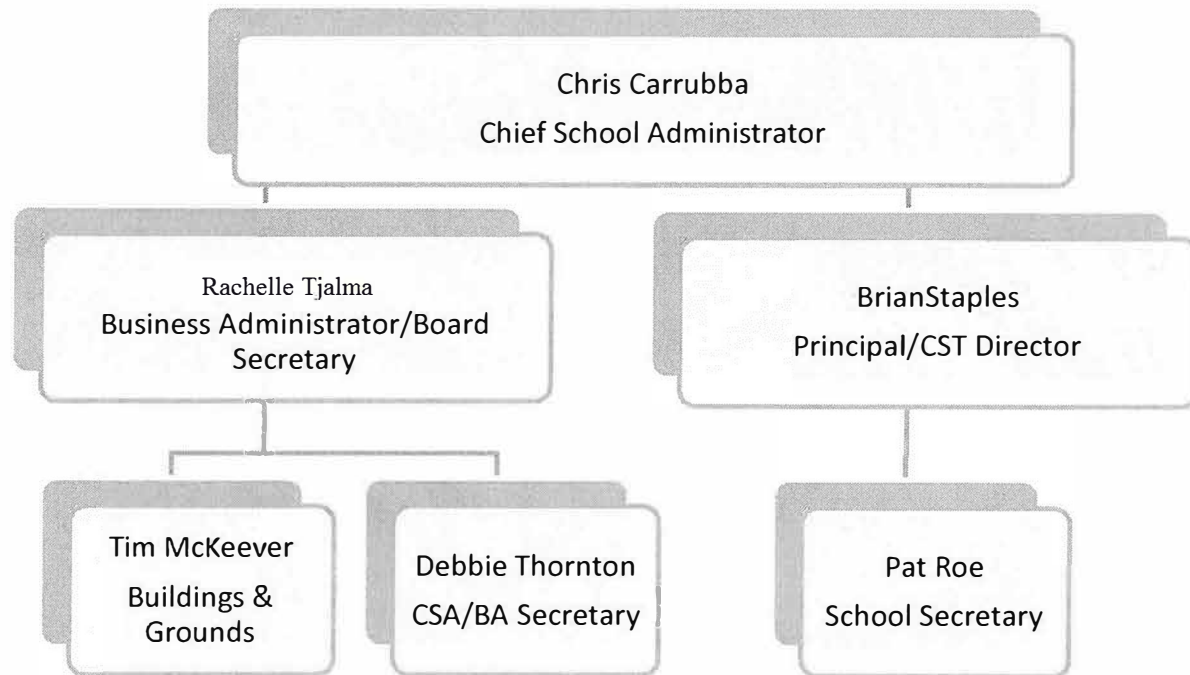 Chris Carrubba
Chief School Administrator
Rachelle Tjalma
Business Administrator/Board
Secretary
BrianStaples
Principal/CST Director
Tim McKeever
Buildings &
Grounds
Debbie Thornton
CSA/BA Secretary
Pat Roe
School Secretary